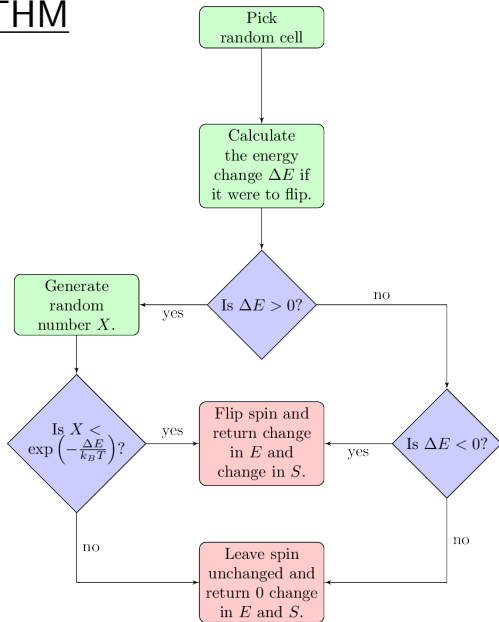 THM
Pick
random cell
Calculate
the energy
change ΔE if
it were to flip.
Is ΔE > 0?
yes
no
Generate
random
number X.
Is X <
exp(−ΔE/k_BT)?
yes
Flip spin and
return change
in E and
change in S.
yes
Is ΔE < 0?
no
no
Leave spin
unchanged and
return 0 change
in E and S.